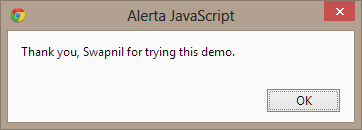 Alerta JavaScript
Thank you, Swapnil for trying this demo.
OK